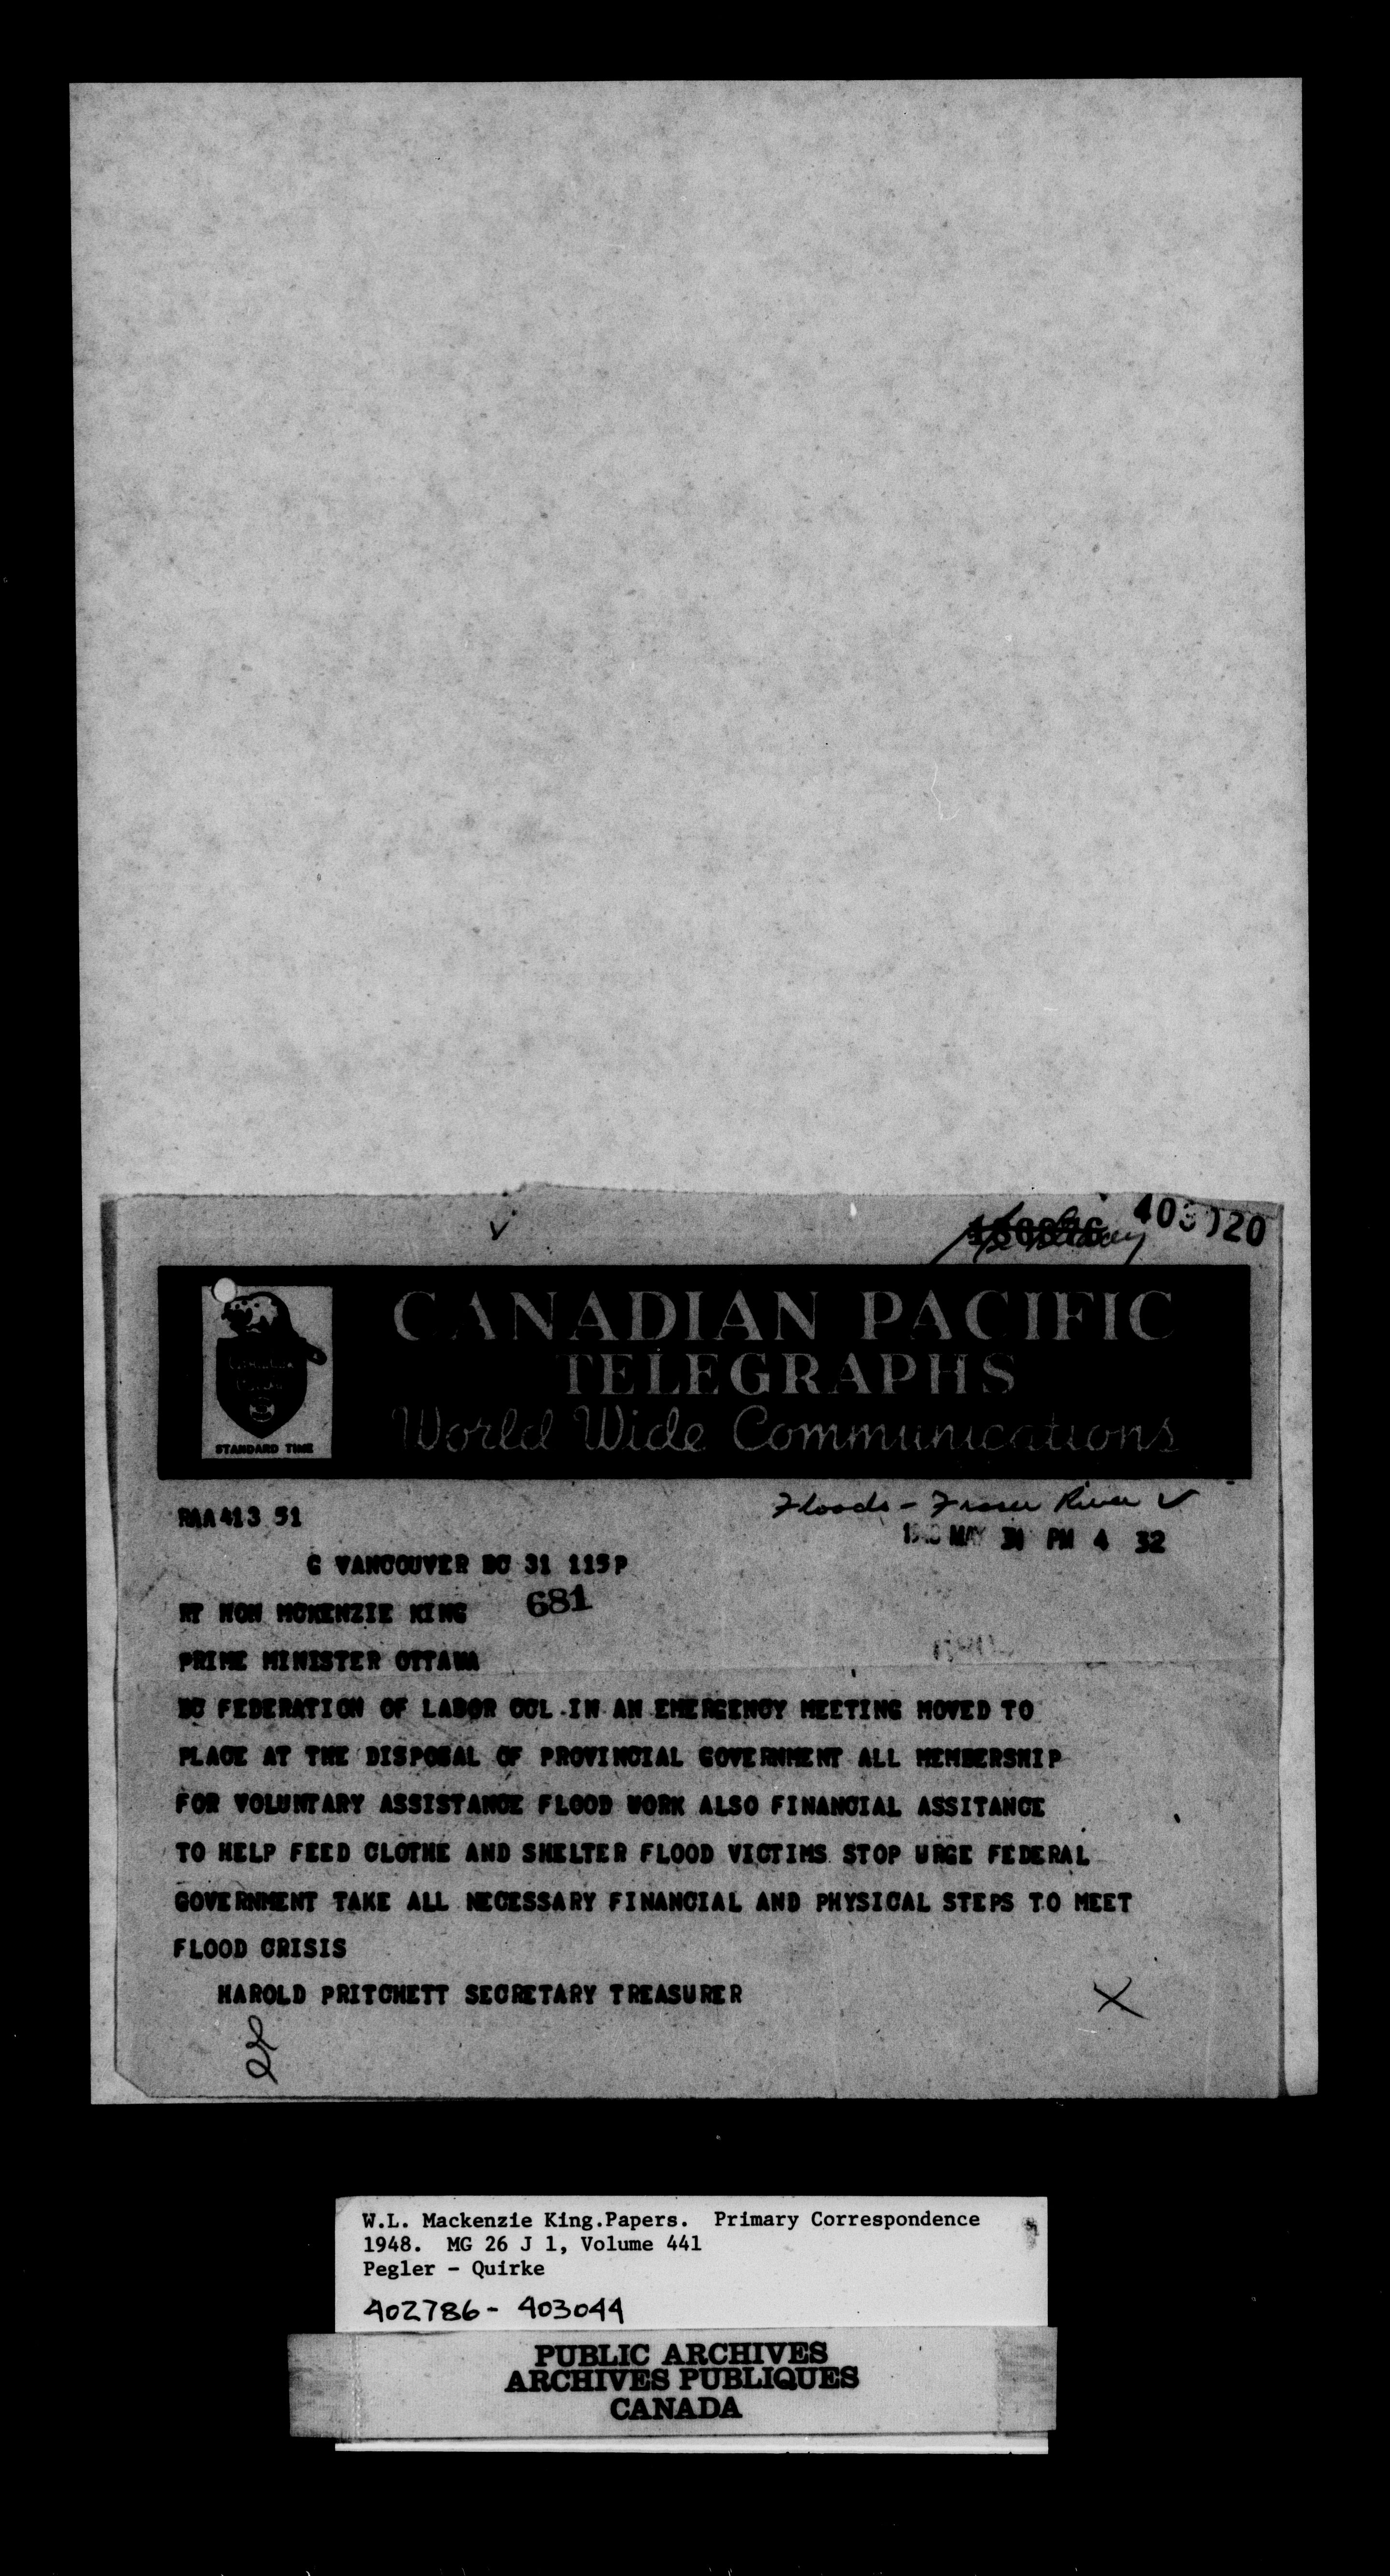 403020
CANADIAN PACIFIC
TELEGRAPHS
World Wide Communications
STANDARD TIME
Floods - Fraser River
RAA413 51
MAY 31 PM 4 32
G VANCOUVER BC 31 115P
RT HON MCKENZIE KING 681
PRIME MINISTER OTTAWA
BC FEDERATION OF LABOR CCL IN AN EMERGENCY MEETING MOVED TO
PLACE AT THE DISPOSAL OF PROVINCIAL GOVERNMENT ALL MEMBERSHIP
FOR VOLUNTARY ASSISTANCE FLOOD WORK ALSO FINANCIAL ASSITANCE
TO HELP FEED CLOTHE AND SHELTER FLOOD VICTIMS STOP URGE FEDERAL
GOVERNMENT TAKE ALL NECESSARY FINANCIAL AND PHYSICAL STEPS TO MEET
FLOOD CRISIS
HAROLD PRITCHETT SECRETARY TREASURER
W.L. Mackenzie King.Papers. Primary Correspondence
1948. MG 26 J 1, Volume 441
Pegler - Quirke
402786 - 403044
PUBLIC ARCHIVES
ARCHIVES PUBLIQUES
CANADA